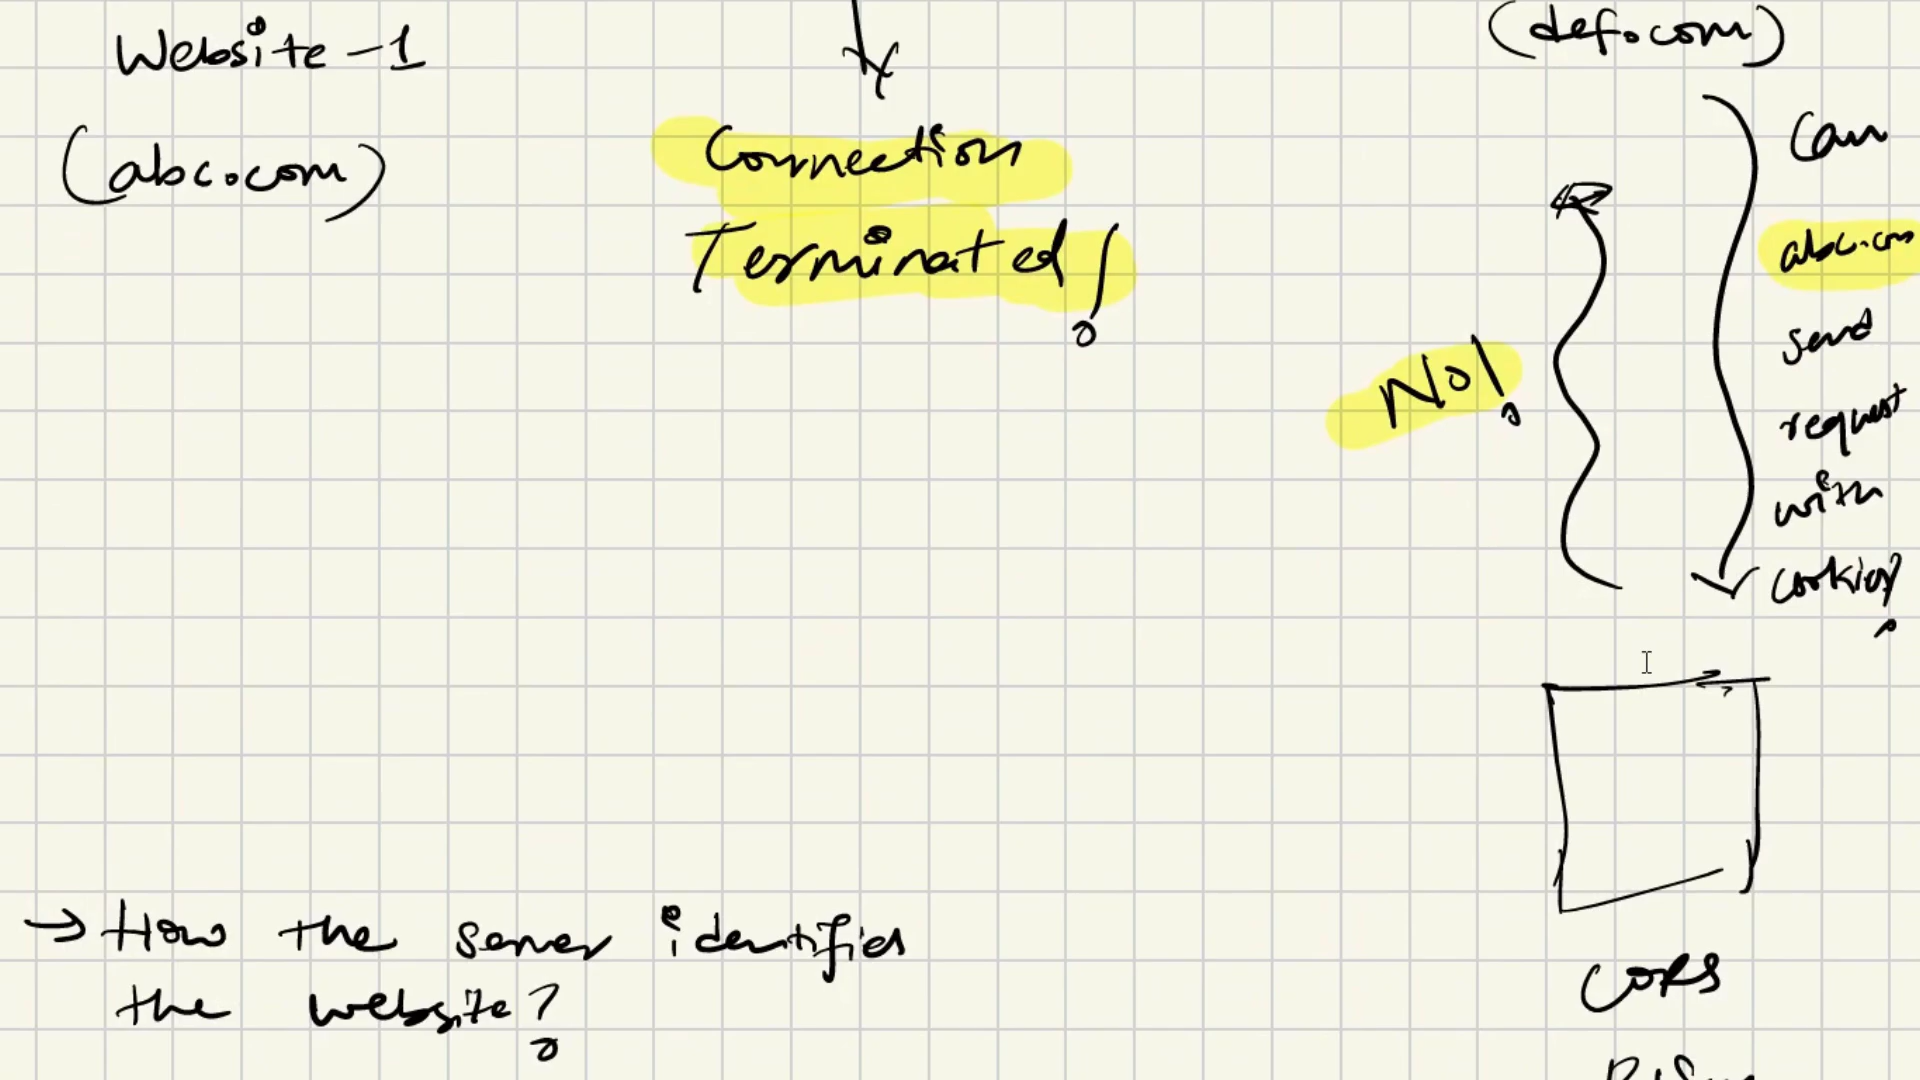 Website-1
(abc.com)
Connection
Terminated!
(def.com)
Can
abc.com
send
request
with
cookies?
No!
→ How the server identifies
the website?
CORS